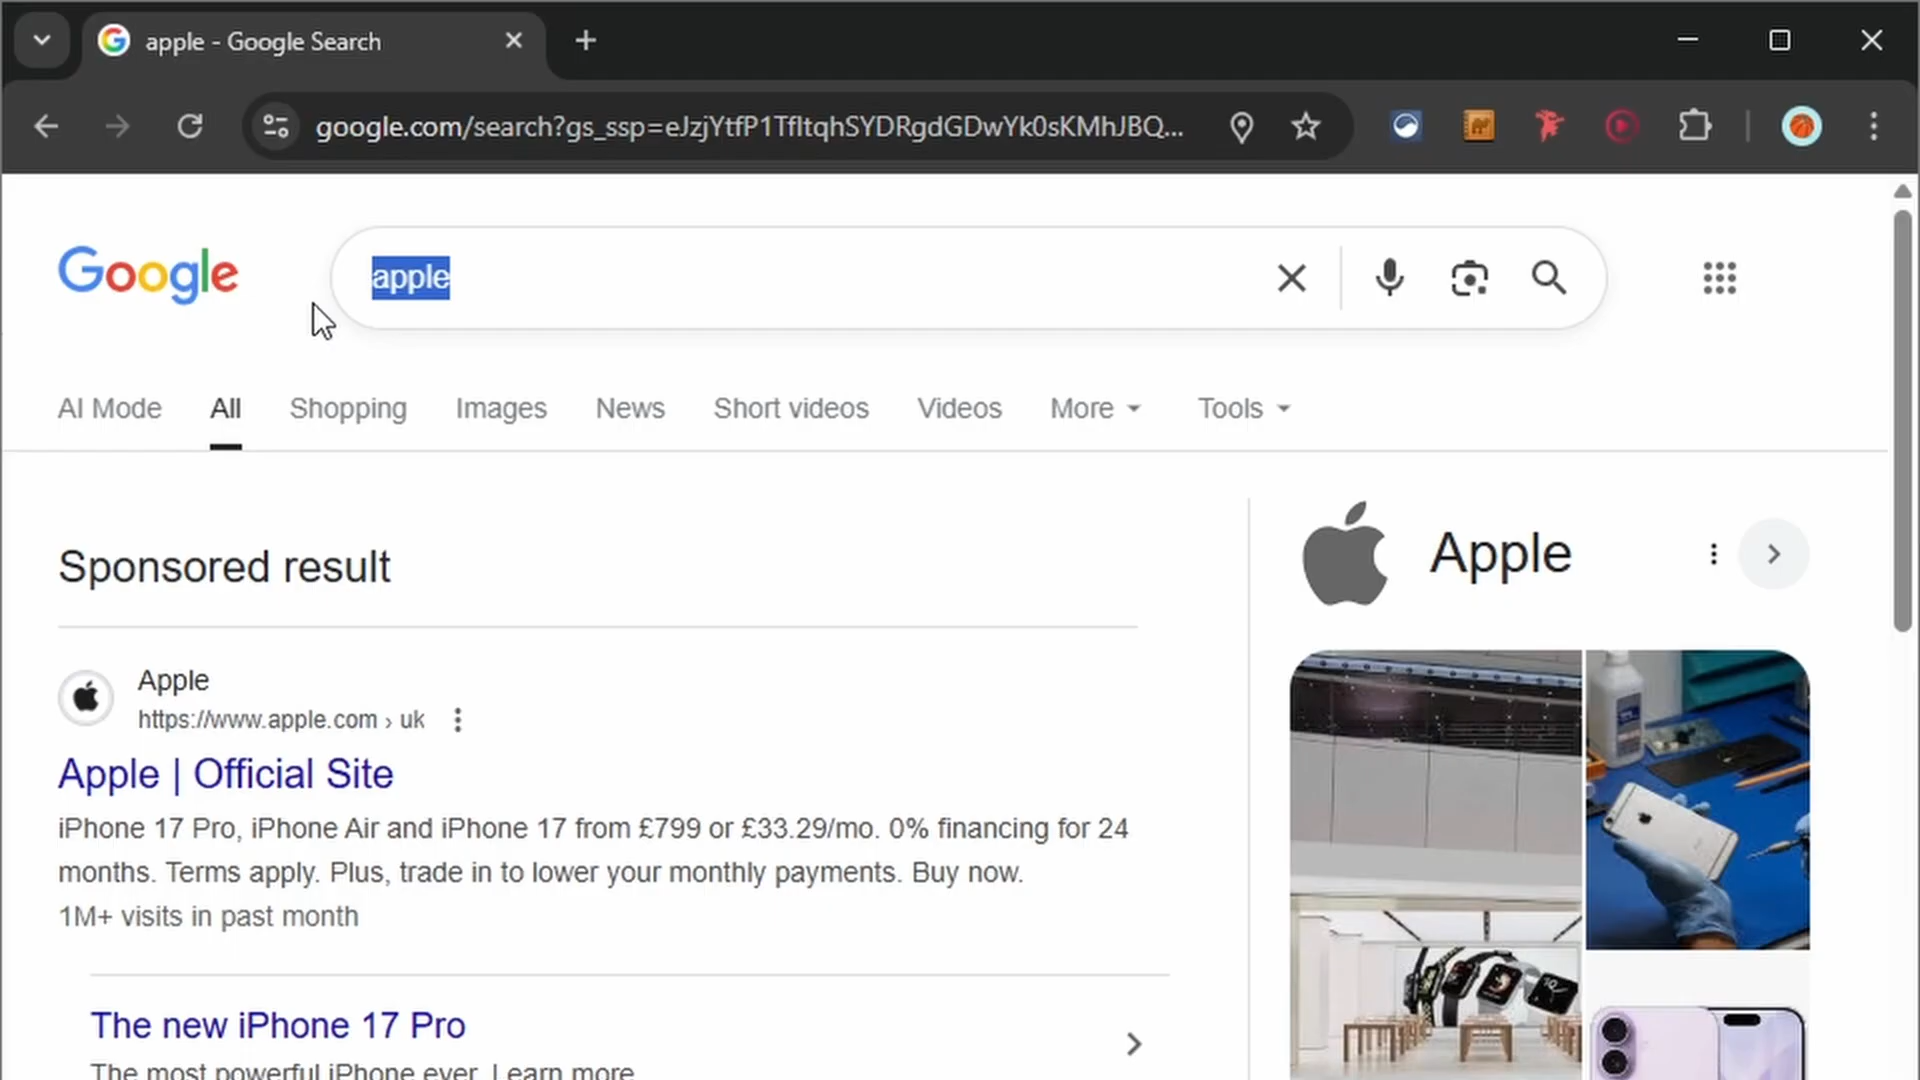 apple - Google Search
google.com/search?gs_ssp=eJzjYtfP1TfItqhSYDRgdGDwYk0sKMhJBQ...
Google
apple
AI Mode
All
Shopping
Images
News
Short videos
Videos
More
Tools
Sponsored result
Apple
https://www.apple.com › uk
Apple | Official Site
iPhone 17 Pro, iPhone Air and iPhone 17 from £799 or £33.29/mo. 0% financing for 24
months. Terms apply. Plus, trade in to lower your monthly payments. Buy now.
1M+ visits in past month
The new iPhone 17 Pro
The most powerful iPhone ever. Learn more
Apple